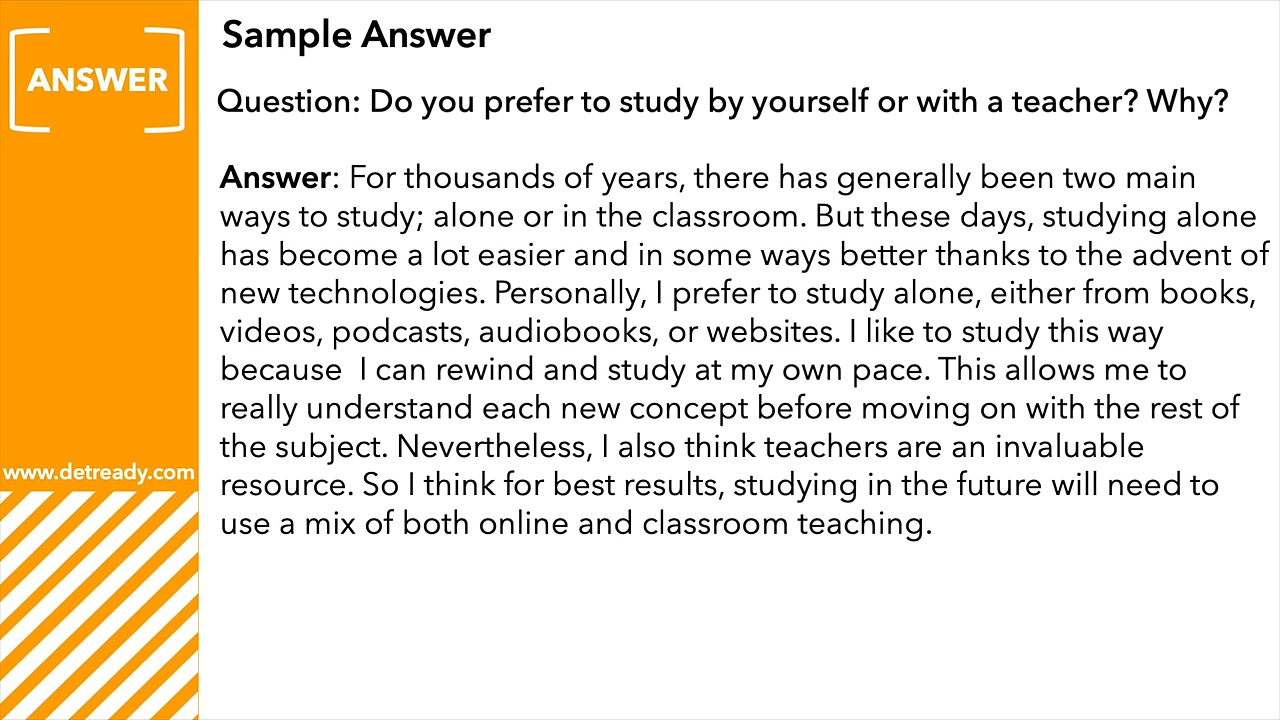 ANSWER
www.detready.com
Sample Answer
Question: Do you prefer to study by yourself or with a teacher? Why?
Answer: For thousands of years, there has generally been two main
ways to study; alone or in the classroom. But these days, studying alone
has become a lot easier and in some ways better thanks to the advent of
new technologies. Personally, I prefer to study alone, either from books,
videos, podcasts, audiobooks, or websites. I like to study this way
because  I can rewind and study at my own pace. This allows me to
really understand each new concept before moving on with the rest of
the subject. Nevertheless, I also think teachers are an invaluable
resource. So I think for best results, studying in the future will need to
use a mix of both online and classroom teaching.